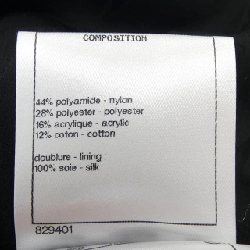 COMPOSITION
44% polyamide - nylon
28% polyester - polyester
16% acrylique - acrylic
12% coton - cotton
doublure - lining
100% soie - silk
829401